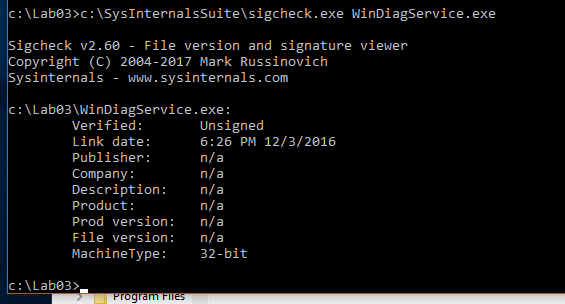 c:\Lab03>c:\SysInternalsSuite\sigcheck.exe WinDiagService.exe
Sigcheck v2.60 - File version and signature viewer
Copyright (C) 2004-2017 Mark Russinovich
Sysinternals - www.sysinternals.com
c:\Lab03\WinDiagService.exe:
Verified: Unsigned
Link date: 6:26 PM 12/3/2016
Publisher: n/a
Company: n/a
Description: n/a
Product: n/a
Prod version: n/a
File version: n/a
MachineType: 32-bit
c:\Lab03>
Program Files